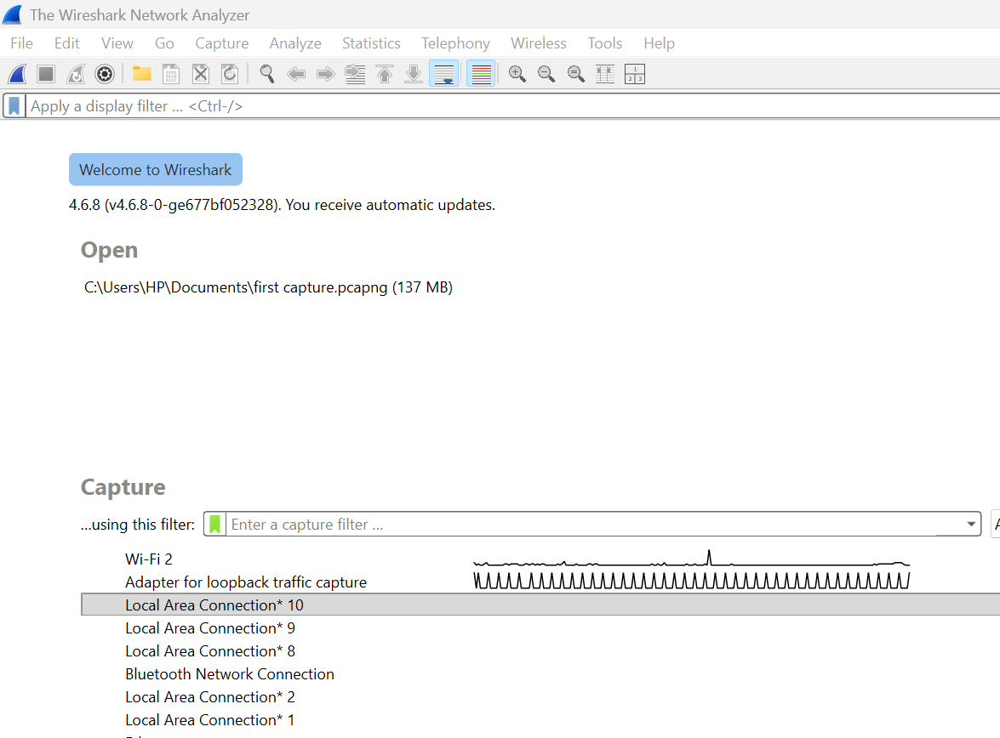 The Wireshark Network Analyzer
File Edit View Go Capture Analyze Statistics Telephony Wireless Tools Help
Apply a display filter ... <Ctrl-/>
Welcome to Wireshark
4.6.8 (v4.6.8-0-ge677bf052328). You receive automatic updates.
Open
C:\Users\HP\Documents\first capture.pcapng (137 MB)
Capture
...using this filter: Enter a capture filter ...
Wi-Fi 2
Adapter for loopback traffic capture
Local Area Connection* 10
Local Area Connection* 9
Local Area Connection* 8
Bluetooth Network Connection
Local Area Connection* 2
Local Area Connection* 1